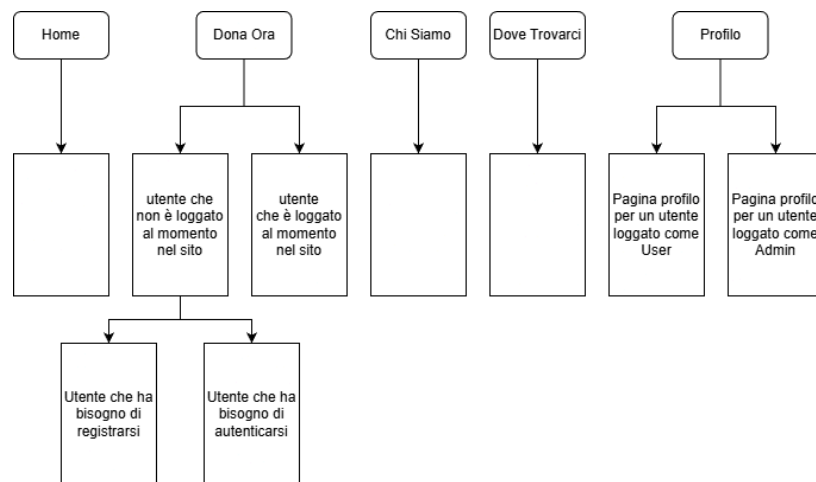 Home
Dona Ora
Chi Siamo
Dove Trovarci
Profilo
utente che
non è loggato
al momento
nel sito
utente
che è loggato
al momento
nel sito
Pagina profilo
per un utente
loggato come
User
Pagina profilo
per un utente
loggato come
Admin
Utente che ha
bisogno di
registrarsi
Utente che ha
bisogno di
autenticarsi